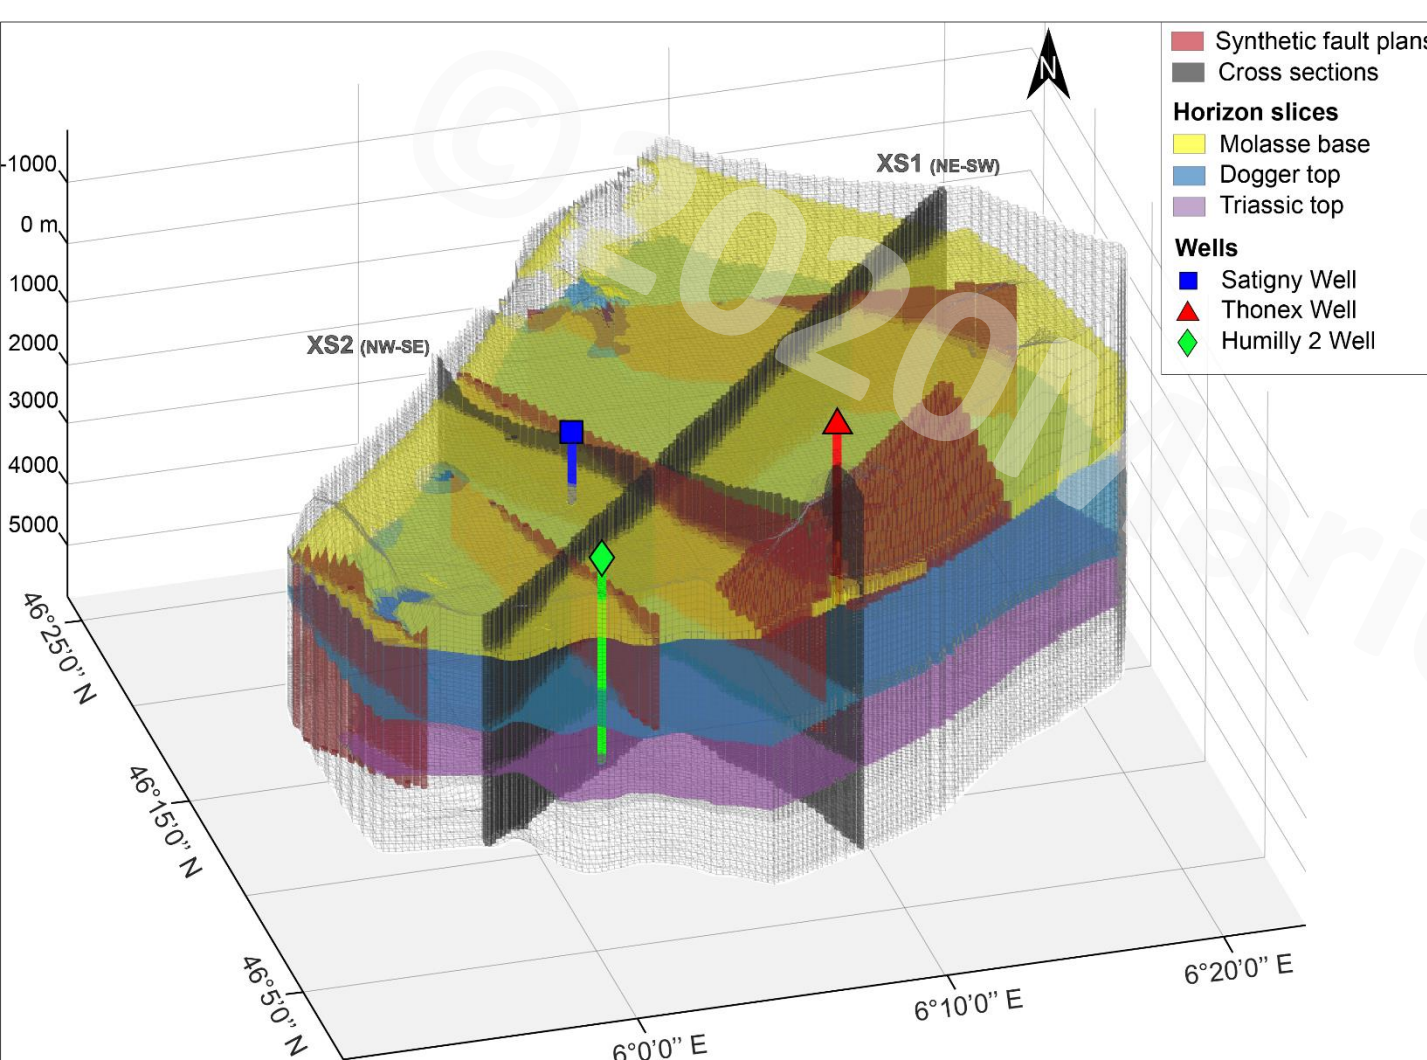 Synthetic fault plans
Cross sections
Horizon slices
Molasse base
Dogger top
Triassic top
Wells
Satigny Well
Thonex Well
Humilly 2 Well
N
XS1 (NE-SW)
XS2 (NW-SE)
-1000
0 m
1000
2000
3000
4000
5000
46°25'0’’ N
46°15'0’’ N
46°5'0’’ N
6°0'0’’ E
6°10'0’’ E
6°20'0’’ E
©2020Mari